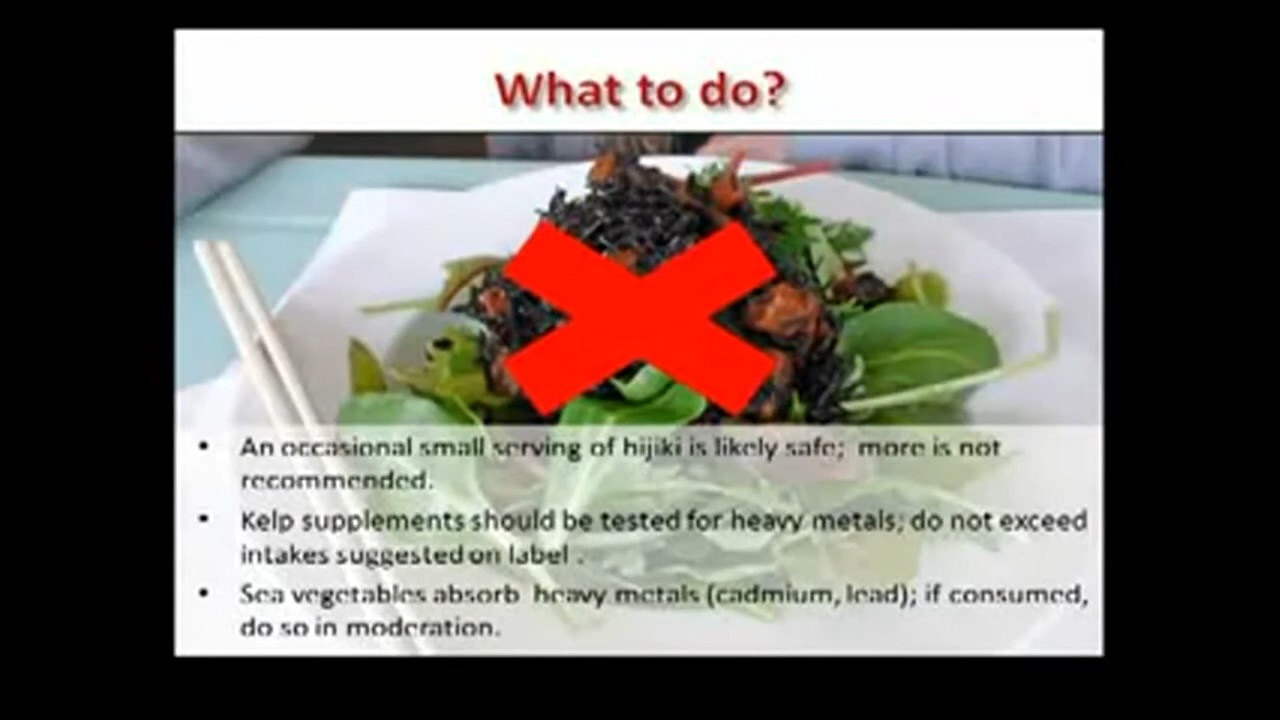 What to do?
• An occasional small serving of hijiki is likely safe; more is not
recommended.
• Kelp supplements should be tested for heavy metals; do not exceed
intakes suggested on label .
• Sea vegetables absorb heavy metals (cadmium, lead); if consumed,
do so in moderation.